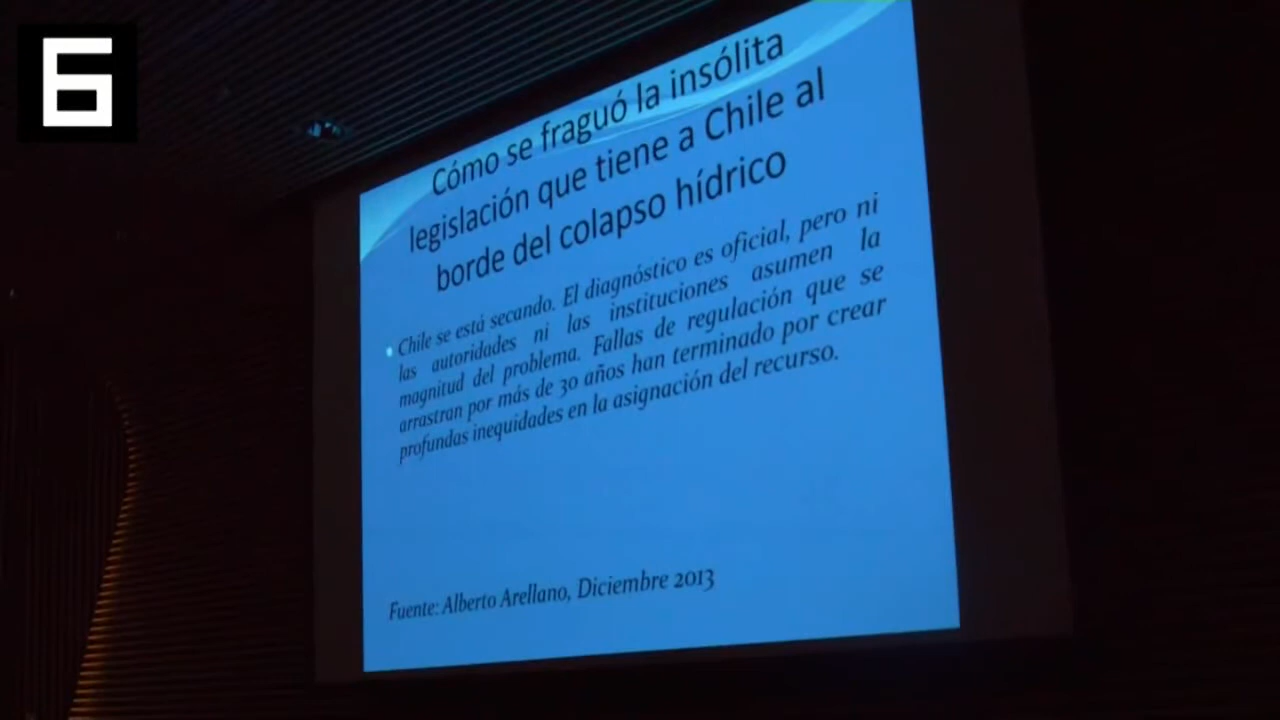 6
Cómo se fraguó la insólita
legislación que tiene a Chile al
borde del colapso hídrico
Chile se está secando. El diagnóstico es oficial, pero ni
las autoridades ni las instituciones asumen la
magnitud del problema. Fallas de regulación que se
arrastran por más de 30 años han terminado por crear
profundas inequidades en la asignación del recurso.
Fuente: Alberto Arellano, Diciembre 2013